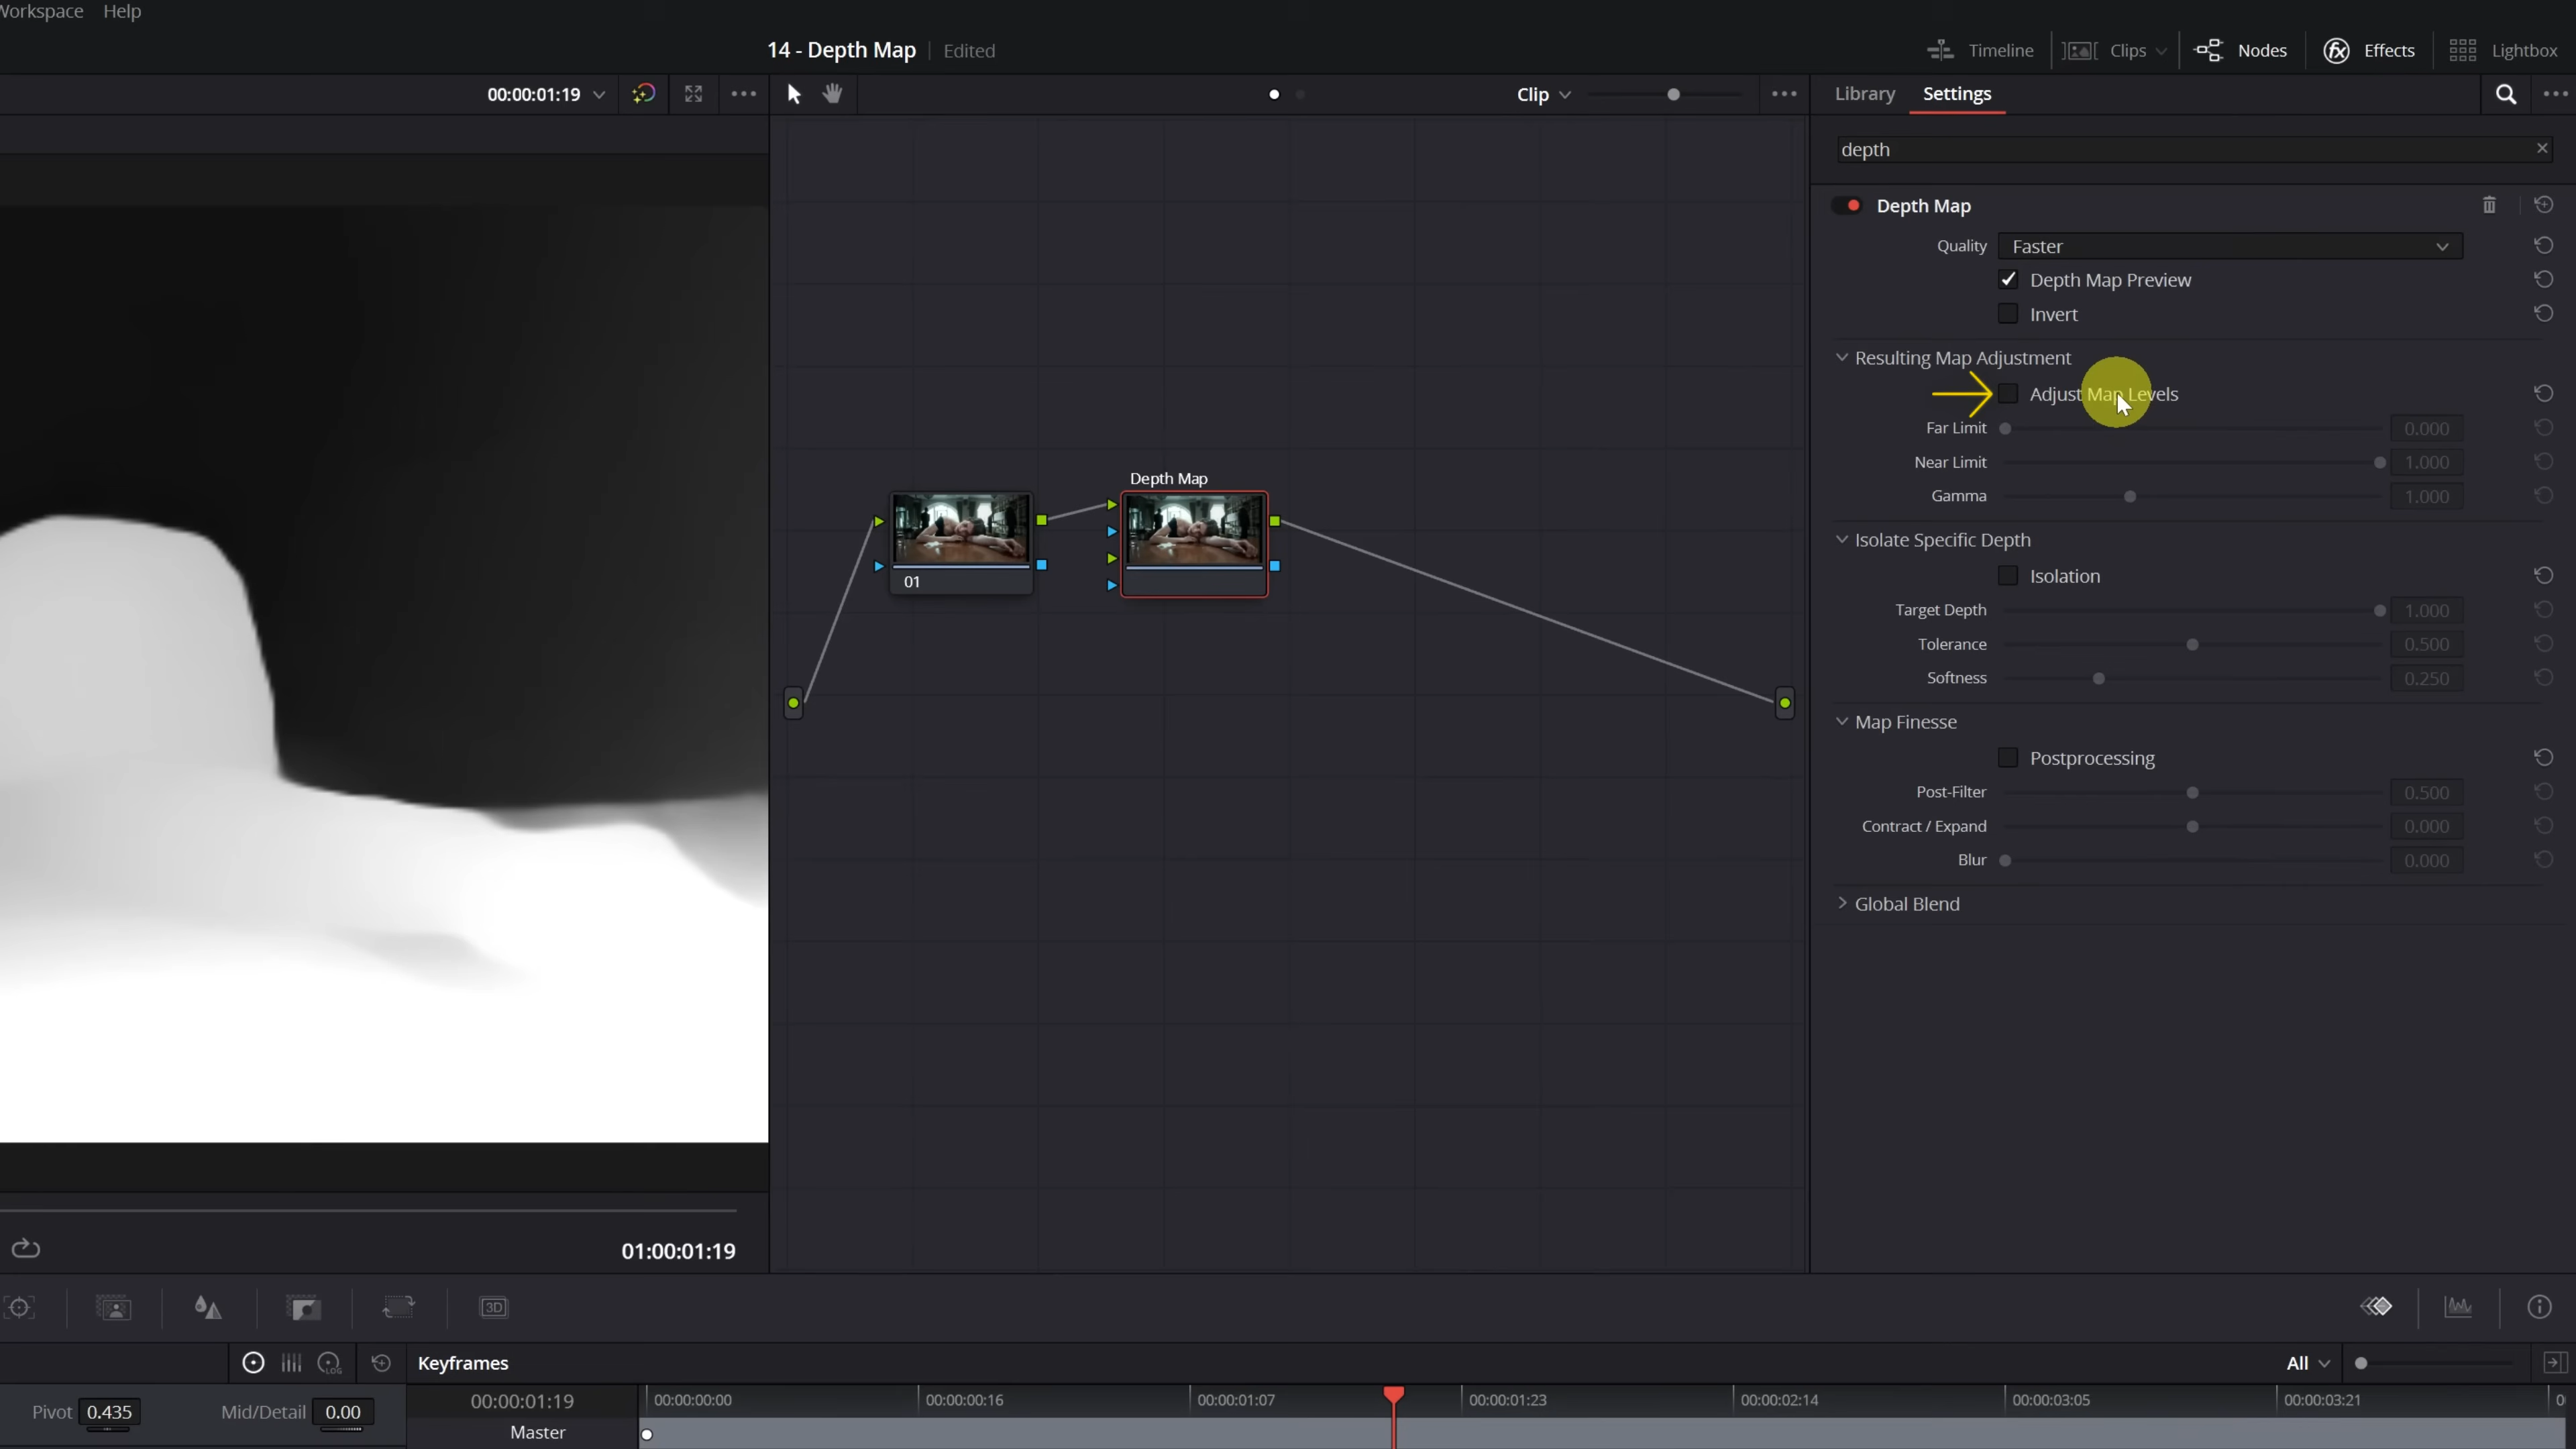 Workspace Help
14 - Depth Map Edited
Timeline Clips Nodes Effects Lightbox
00:00:01:19 Clip Library Settings
depth
Depth Map
Quality Faster
Depth Map Preview
Invert
Resulting Map Adjustment
Adjust Map Levels
Far Limit 0.000
Near Limit 1.000
Gamma 1.000
Depth Map
01
Isolate Specific Depth
Isolation
Target Depth 1.000
Tolerance 0.500
Softness 0.250
Map Finesse
Postprocessing
Post-Filter 0.500
Contract / Expand 0.000
Blur 0.000
Global Blend
01:00:01:19
3D
LOG
Keyframes All
Pivot 0.435 Mid/Detail 0.00
00:00:01:19 00:00:00:00 00:00:00:16 00:00:01:07 00:00:01:23 00:00:02:14 00:00:03:05 00:00:03:21
Master